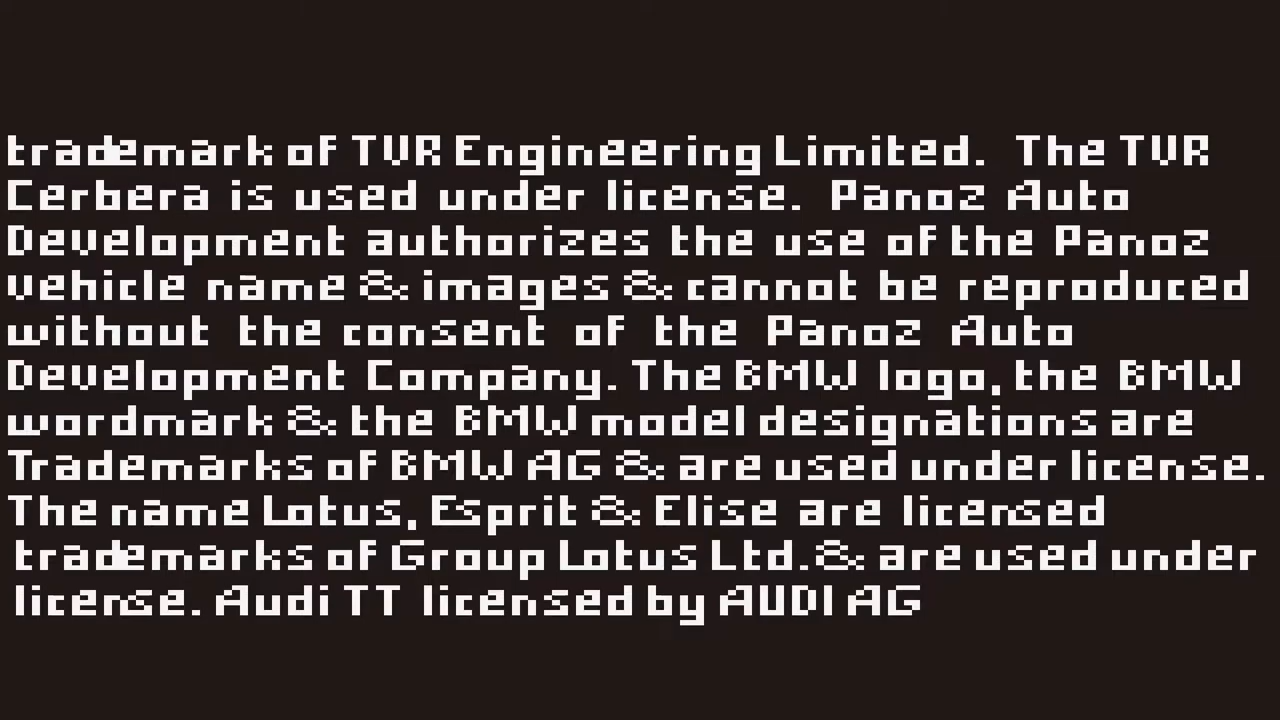 trademark of TVR Engineering Limited. The TVR
Cerbera is used under license. Panoz Auto
Development authorizes the use of the Panoz
vehicle name & images & cannot be reproduced
without the consent of the Panoz Auto
Development Company. The BMW logo, the BMW
wordmark & the BMW model designations are
Trademarks of BMW AG & are used under license.
The name Lotus, Esprit & Elise are licensed
trademarks of Group Lotus Ltd.& are used under
license. Audi TT licensed by AUDI AG